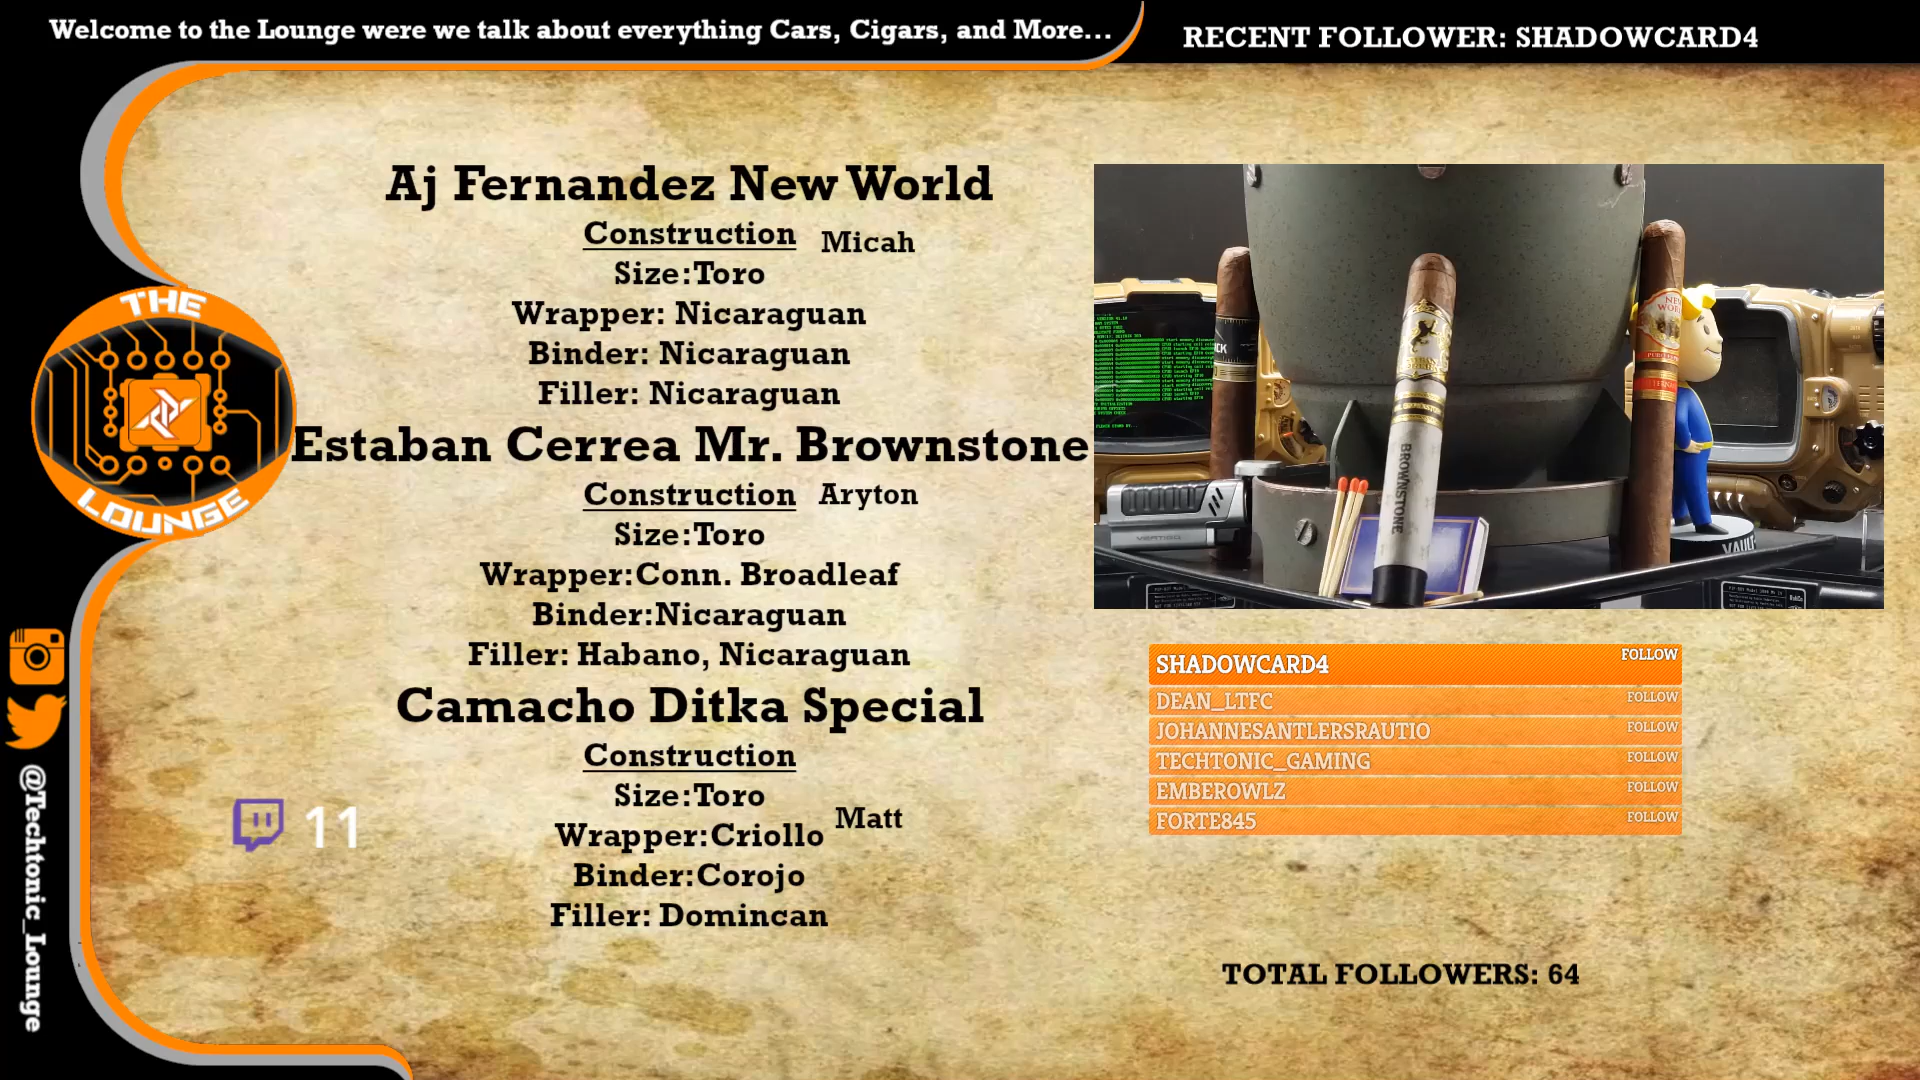 Welcome to the Lounge were we talk about everything Cars, Cigars, and More...
RECENT FOLLOWER: SHADOWCARD4
Aj Fernandez New World
Construction
Micah
Size:Toro
Wrapper: Nicaraguan
Binder: Nicaraguan
Filler: Nicaraguan
THE
LOUNGE
Estaban Cerrea Mr. Brownstone
Construction
Aryton
Size:Toro
Wrapper:Conn. Broadleaf
Binder:Nicaraguan
Filler: Habano, Nicaraguan
Camacho Ditka Special
Construction
Size:Toro
Matt
Wrapper:Criollo
Binder:Corojo
Filler: Domincan
11
@Techtonic_Lounge
NEW
WORLD
BROWNSTONE
VERTIGO
VAULT-
SHADOWCARD4
FOLLOW
DEAN_LTFC
FOLLOW
JOHANNESANTLERSRAUTIO
FOLLOW
TECHTONIC_GAMING
FOLLOW
EMBEROWLZ
FOLLOW
FORTE845
FOLLOW
TOTAL FOLLOWERS: 64